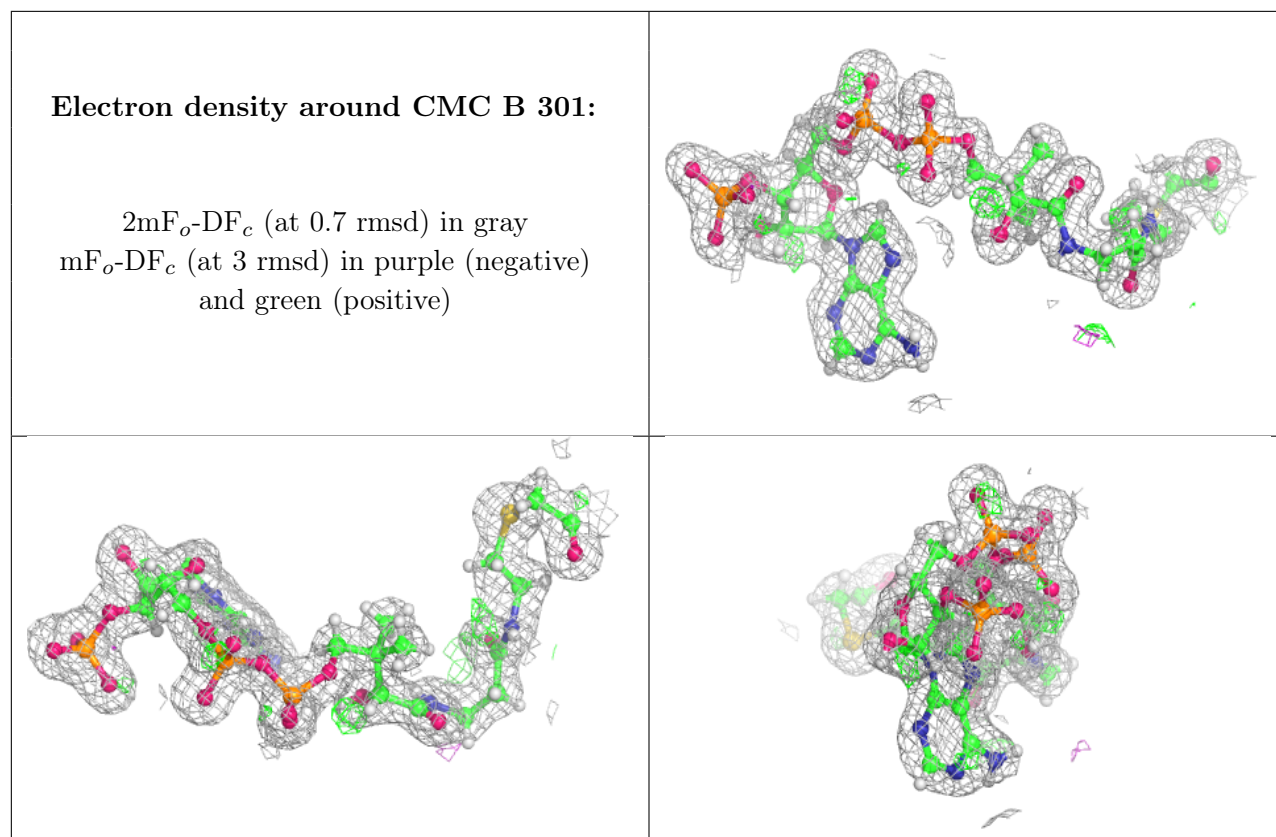 Electron density around CMC B 301:
2mFₒ-DF𝒸 (at 0.7 rmsd) in gray
mFₒ-DF𝒸 (at 3 rmsd) in purple (negative)
and green (positive)